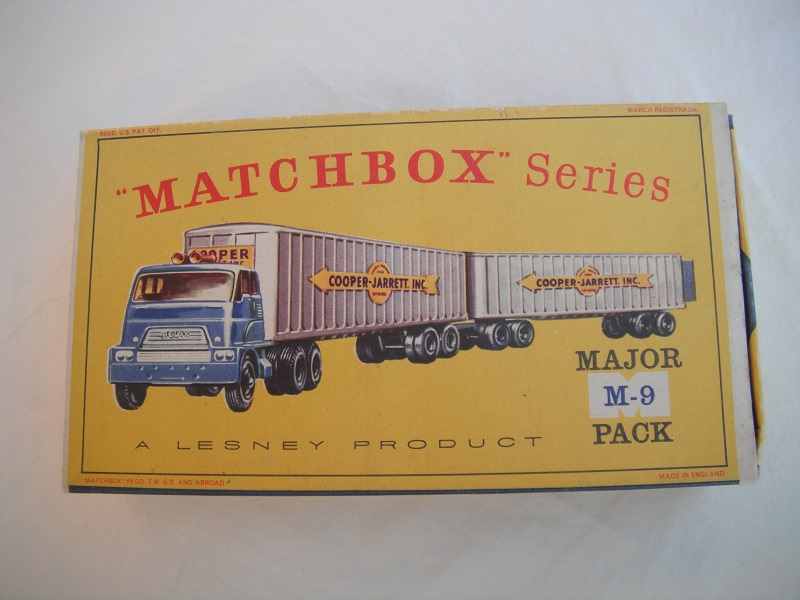 REGD. U.S. PAT. OFF.
MARCA REGISTRADA
"MATCHBOX" Series
COOPER
COOPER-JARRETT, INC.
COOPER-JARRETT, INC.
MAJOR
M-9
PACK
A LESNEY PRODUCT
"MATCHBOX" REGD. T.M. G.B. AND ABROAD
MADE IN ENGLAND